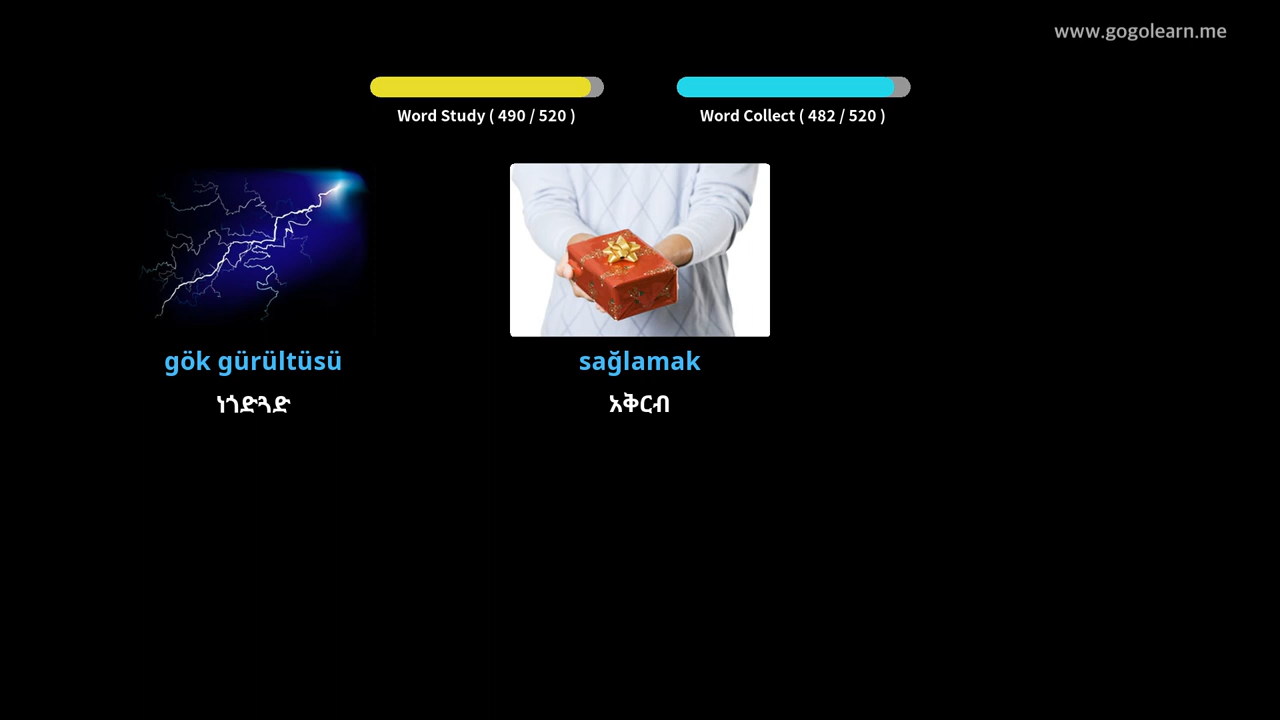 www.gogolearn.me
Word Study ( 490 / 520 )
Word Collect ( 482 / 520 )
gök gürültüsü
ነጎድጓድ
sağlamak
አቅርብ